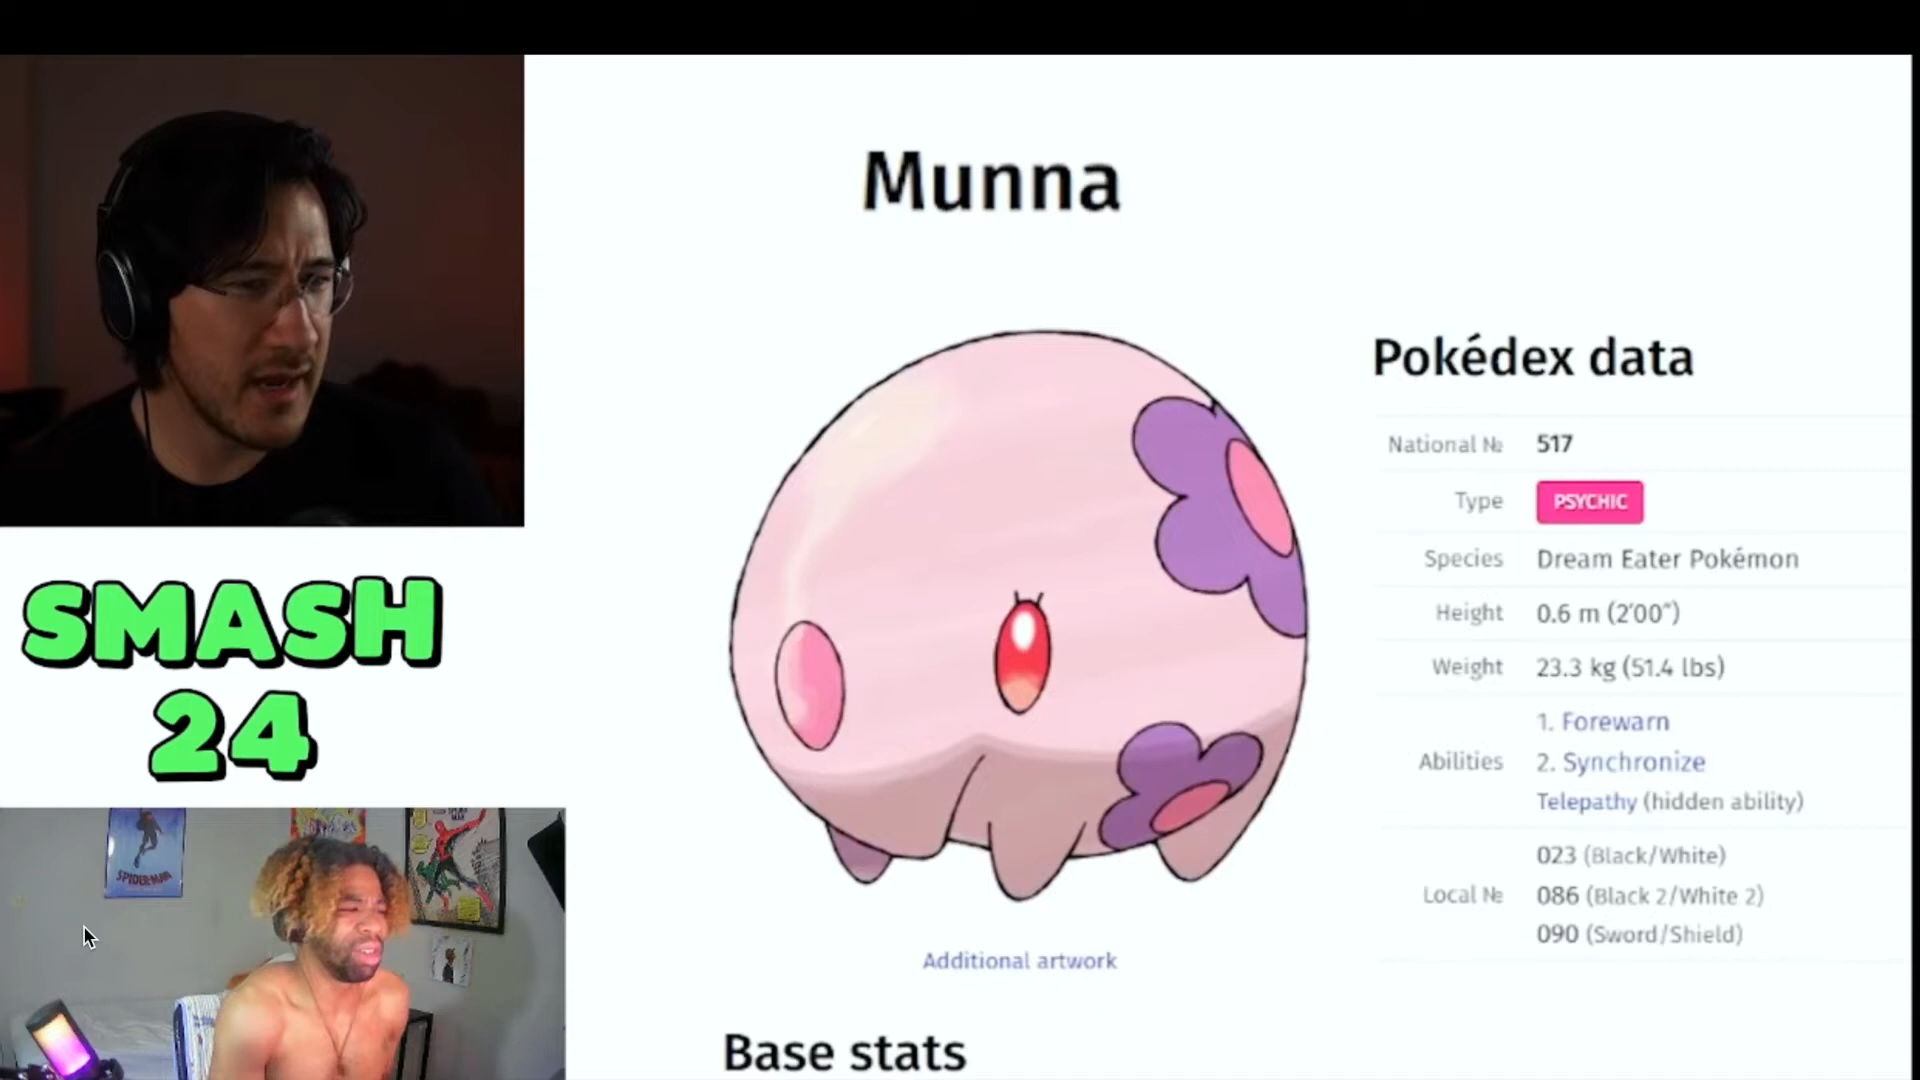 Munna
Pokédex data
National № 517
Type PSYCHIC
Species Dream Eater Pokémon
Height 0.6 m (2′00″)
Weight 23.3 kg (51.4 lbs)
Abilities
1. Forewarn
2. Synchronize
Telepathy (hidden ability)
Local №
023 (Black/White)
086 (Black 2/White 2)
090 (Sword/Shield)
Additional artwork
Base stats
SMASH
24
SPIDER-MAN